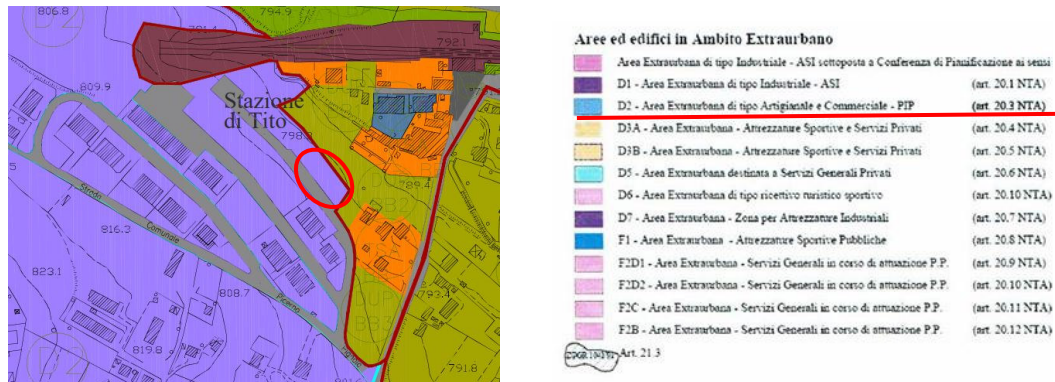 D2
806.8
794.9
791.4
792.1
809.9
Stazione
di Tito
798.3
789.4
BB2
Strada
Comunale
Picerno
816.3
823.1
808.7
793.4
DUP
BB3
819.8
D2
791.8
Aree ed edifici in Ambito Extraurbano
Area Extraurbana di tipo Industriale - ASI sottoposta a Conferenza di Pianificazione ai sensi
D1 - Area Extraurbana di tipo Industriale - ASI (art. 20.1 NTA)
D2 - Area Extraurbana di tipo Artigianale e Commerciale - PIP (art. 20.3 NTA)
D3A - Area Extraurbana - Attrezzature Sportive e Servizi Privati (art. 20.4 NTA)
D3B - Area Extraurbana - Attrezzature Sportive e Servizi Privati (art. 20.5 NTA)
D5 - Area Extraurbana destinata a Servizi Generali Privati (art. 20.6 NTA)
D6 - Area Extraurbana di tipo ricettivo turistico sportivo (art. 20.10 NTA)
D7 - Area Extraurbana - Zona per Attrezzature Industriali (art. 20.7 NTA)
F1 - Area Extraurbana - Attrezzature Sportive Pubbliche (art. 20.8 NTA)
F2D1 - Area Extraurbana - Servizi Generali in corso di attuazione P.P. (art. 20.9 NTA)
F2D2 - Area Extraurbana - Servizi Generali in corso di attuazione P.P. (art. 20.10 NTA)
F2C - Area Extraurbana - Servizi Generali in corso di attuazione P.P. (art. 20.11 NTA)
F2B - Area Extraurbana - Servizi Generali in corso di attuazione P.P. (art. 20.12 NTA)
Art. 21.3